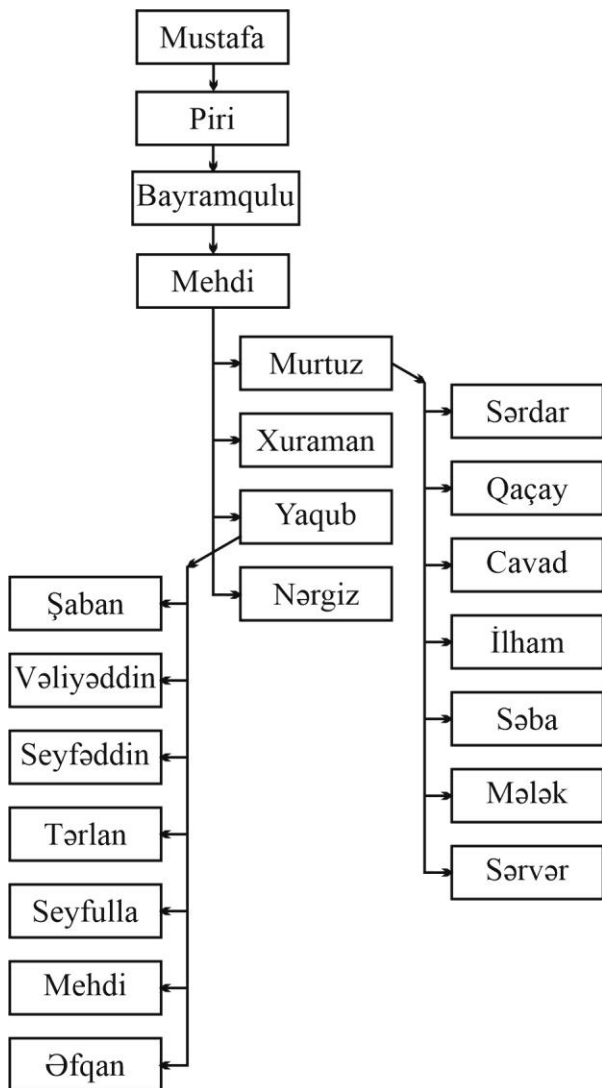 Mustafa
Piri
Bayramqulu
Mehdi
Murtuz
Xuraman
Yaqub
Nərgiz
Sərdar
Qaçay
Cavad
İlham
Səba
Mələk
Sərvər
Şaban
Vəliyəddin
Seyfəddin
Tərlan
Seyfulla
Mehdi
Əfqan